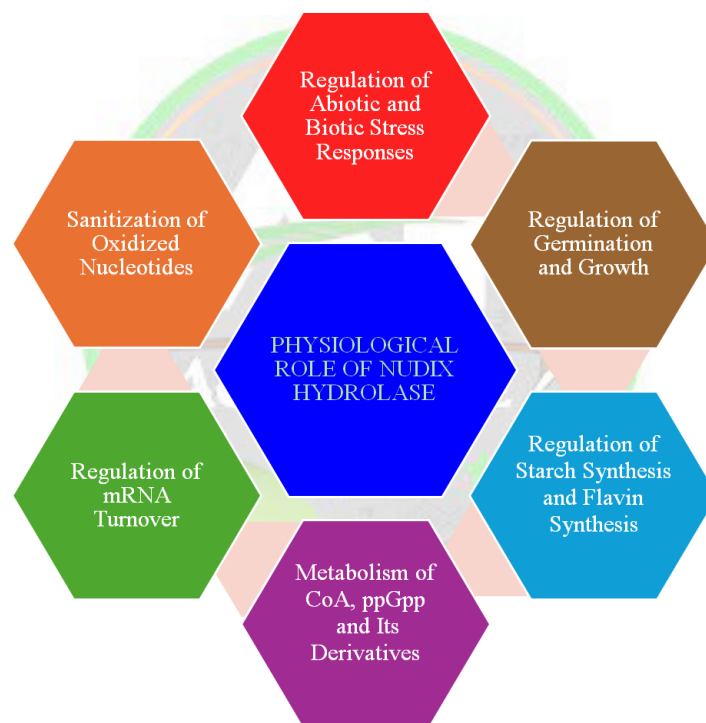 Regulation of
Abiotic and
Biotic Stress
Responses
Sanitization of
Oxidized
Nucleotides
Regulation of
Germination
and Growth
PHYSIOLOGICAL
ROLE OF NUDIX
HYDROLASE
Regulation of
mRNA
Turnover
Regulation of
Starch Synthesis
and Flavin
Synthesis
Metabolism of
CoA, ppGpp
and Its
Derivatives